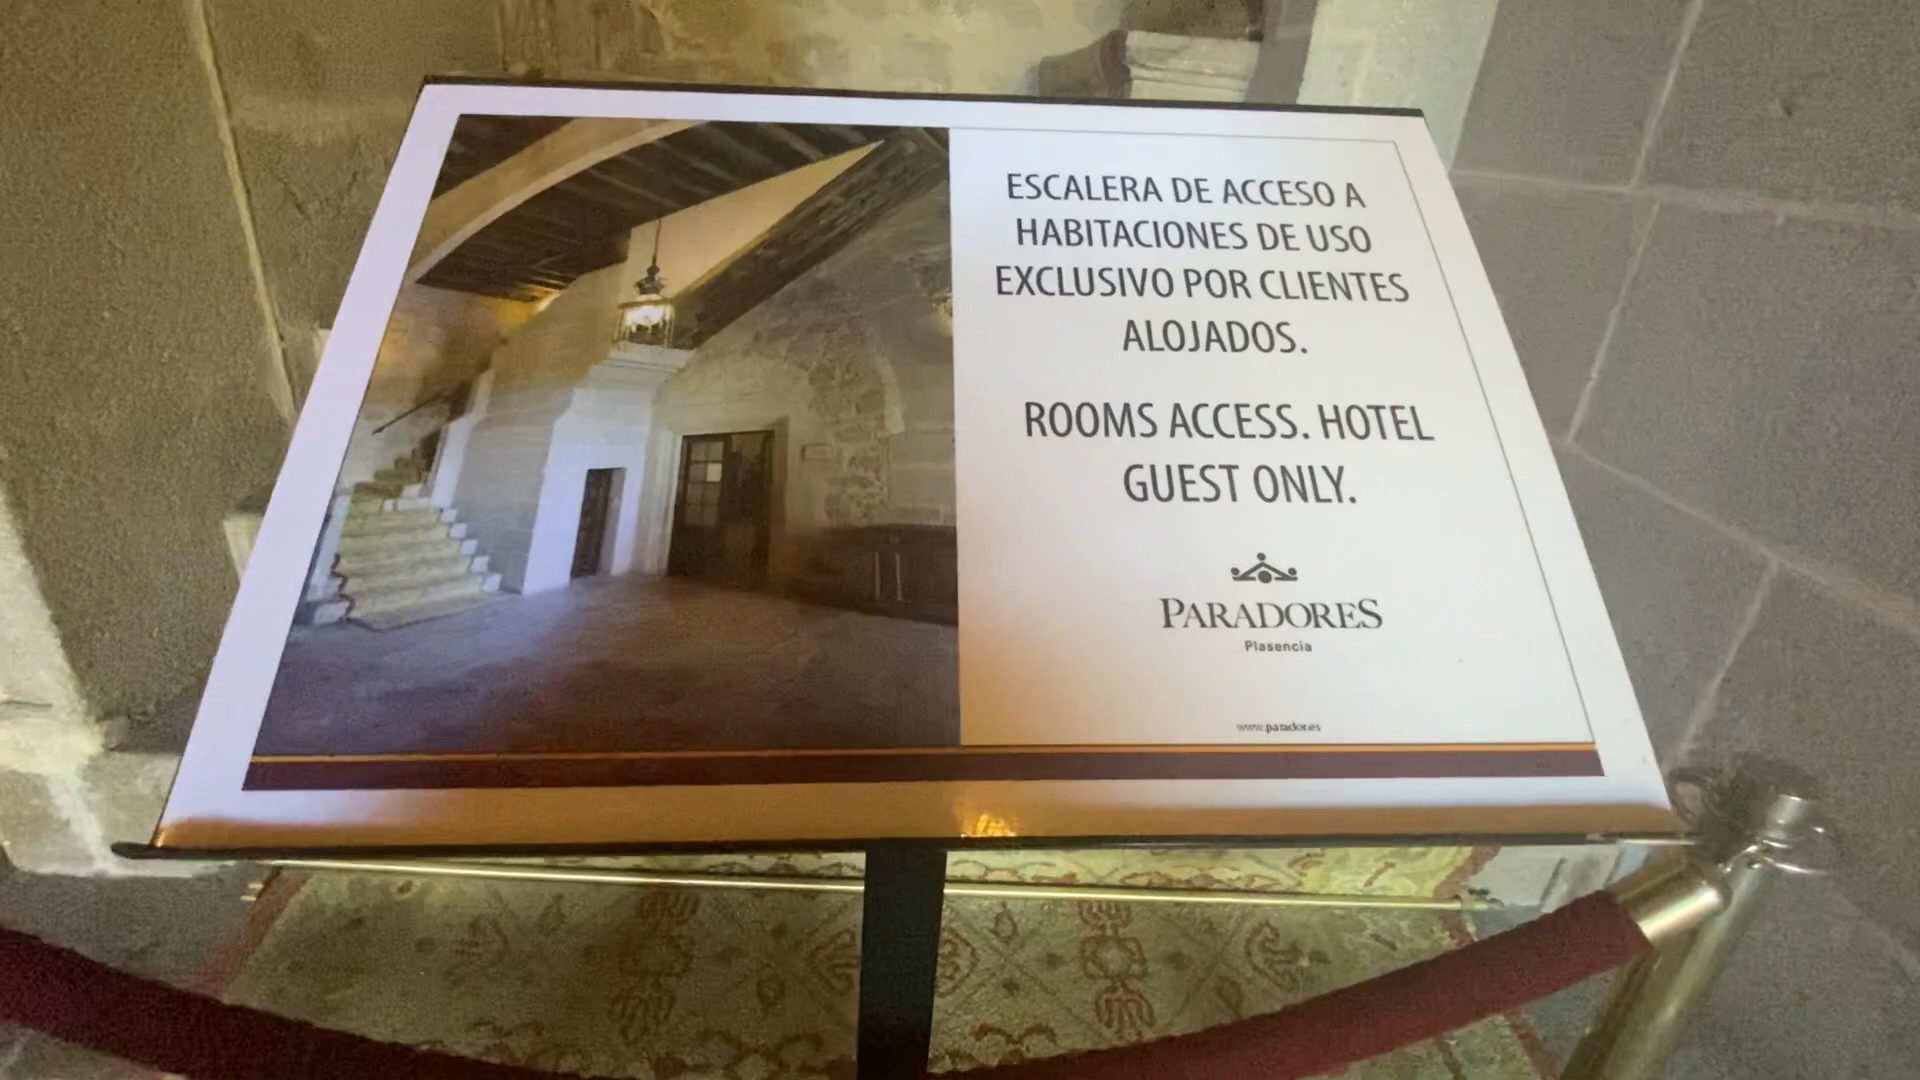 ESCALERA DE ACCESO A
HABITACIONES DE USO
EXCLUSIVO POR CLIENTES
ALOJADOS.
ROOMS ACCESS. HOTEL
GUEST ONLY.
PARADORES
Plasencia
www.parador.es